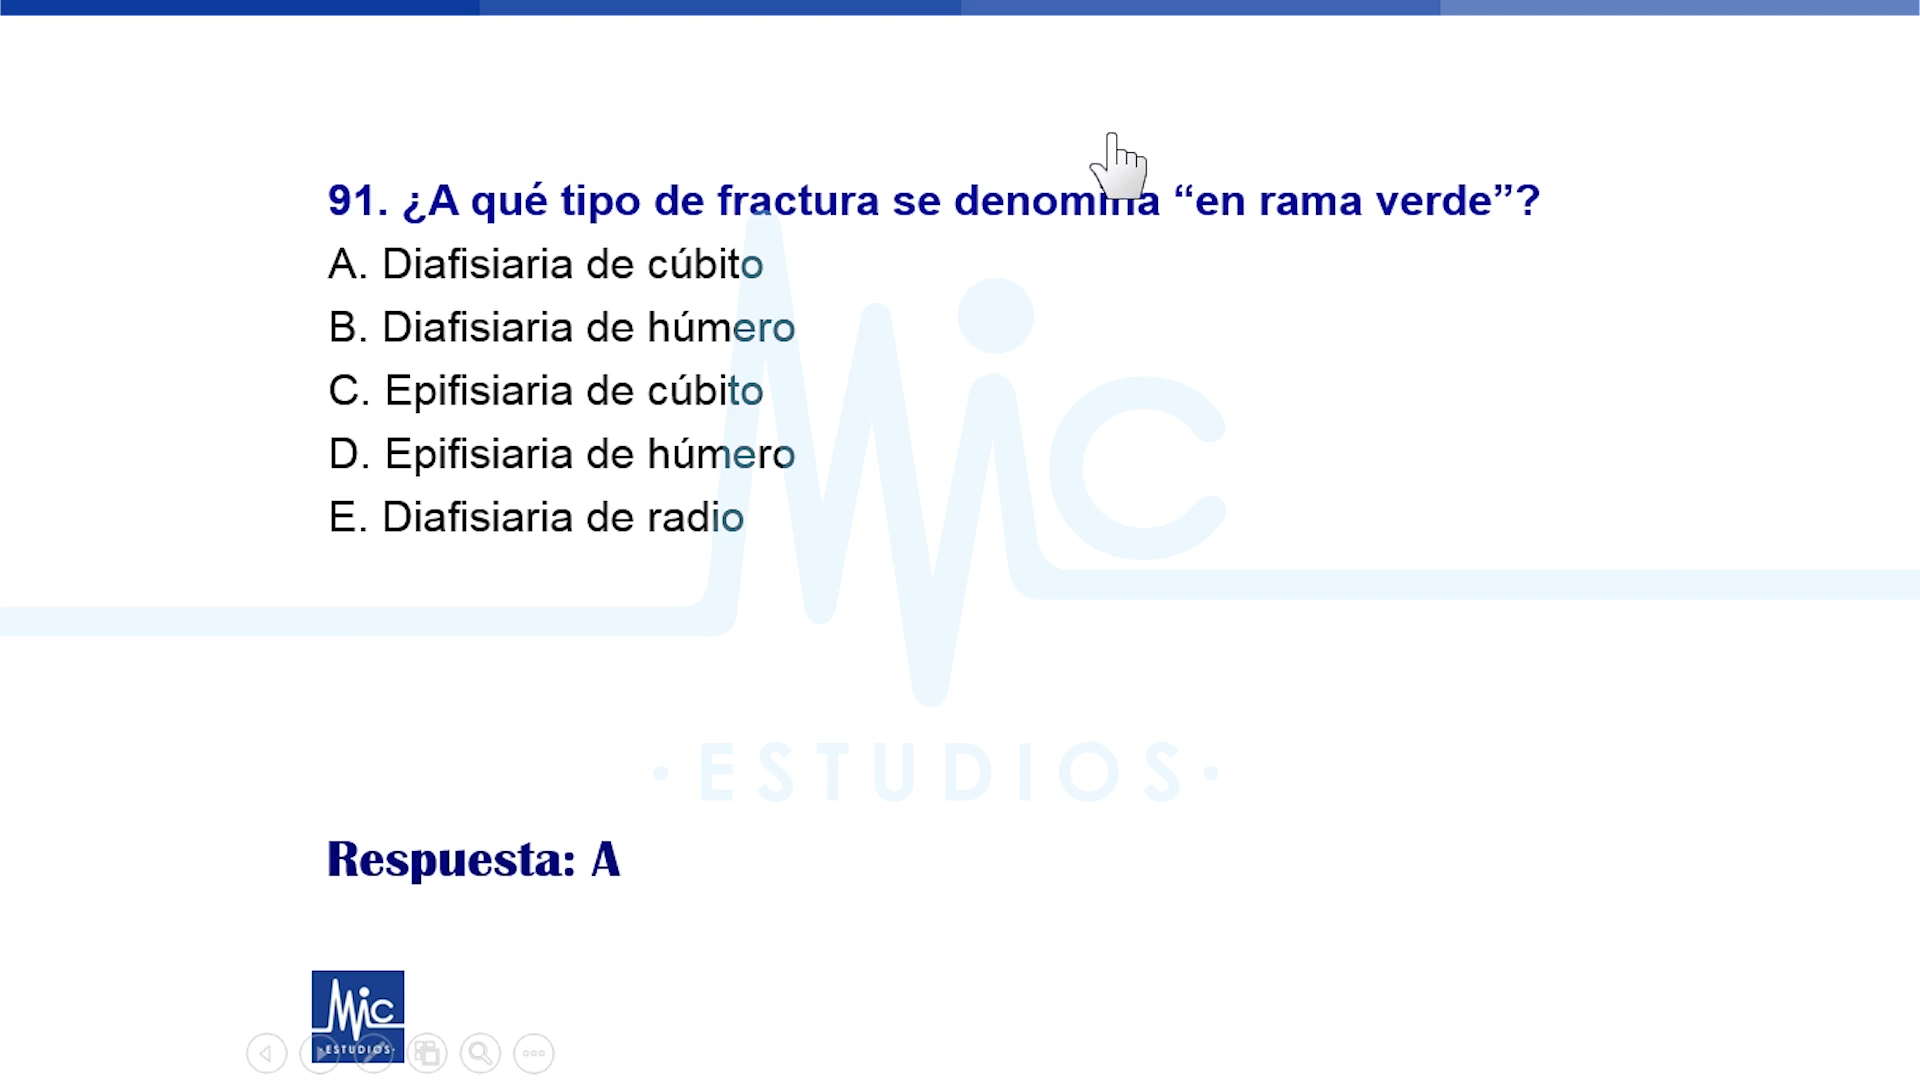 91. ¿A qué tipo de fractura se denomina “en rama verde”?
A. Diafisiaria de cúbito
B. Diafisiaria de húmero
C. Epifisiaria de cúbito
D. Epifisiaria de húmero
E. Diafisiaria de radio
Mic
·ESTUDIOS·
Respuesta: A
Mic
·ESTUDIOS·